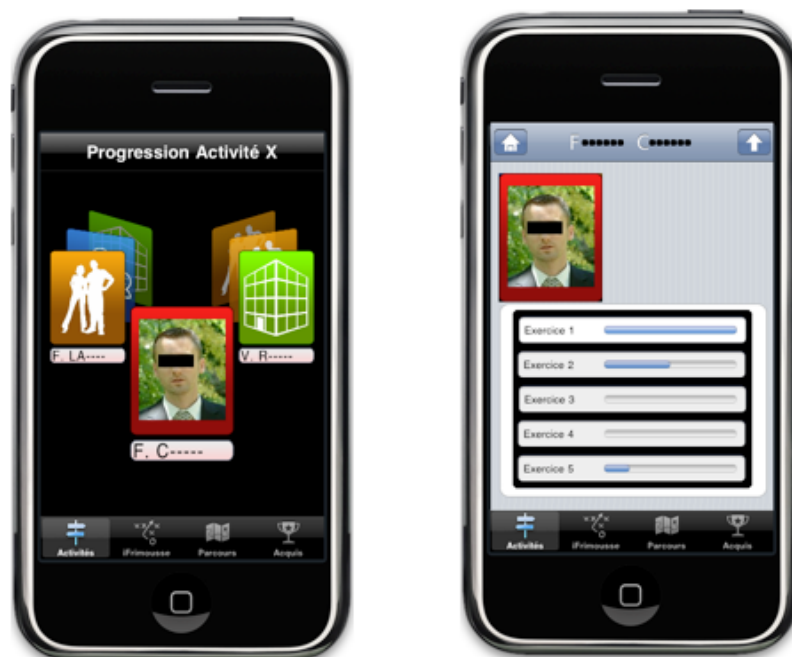 Progression Activité X
F. LA----
V. R-----
F. C-----
Activités
iFrimousse
Parcours
Acquis
F•••••• C••••••
Exercice 1
Exercice 2
Exercice 3
Exercice 4
Exercice 5
Activités
iFrimousse
Parcours
Acquis